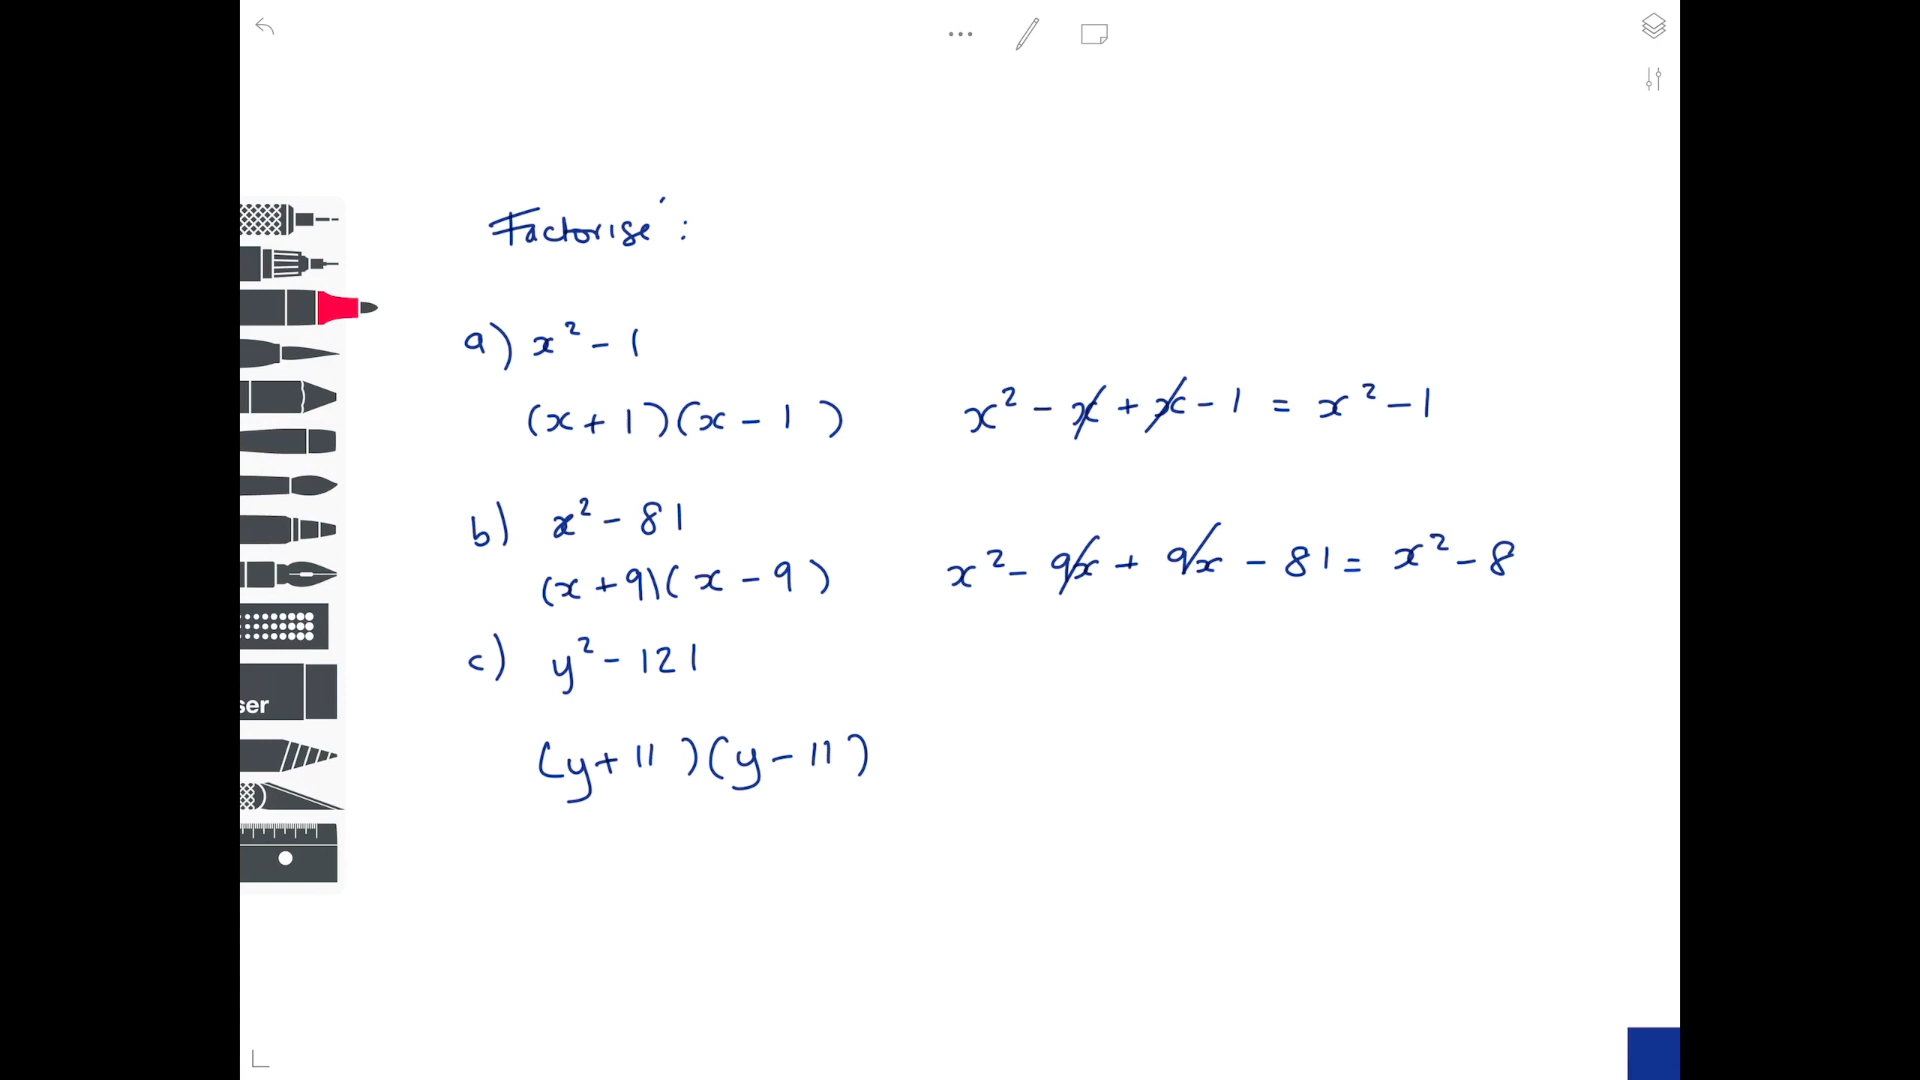 Factorise :
a) x² - 1
(x + 1)(x - 1)
x² - x + x - 1 = x² - 1
b) x² - 81
(x + 9)(x - 9)
x² - 9x + 9x - 81 = x² - 8
c) y² - 121
(y + 11)(y - 11)
ser